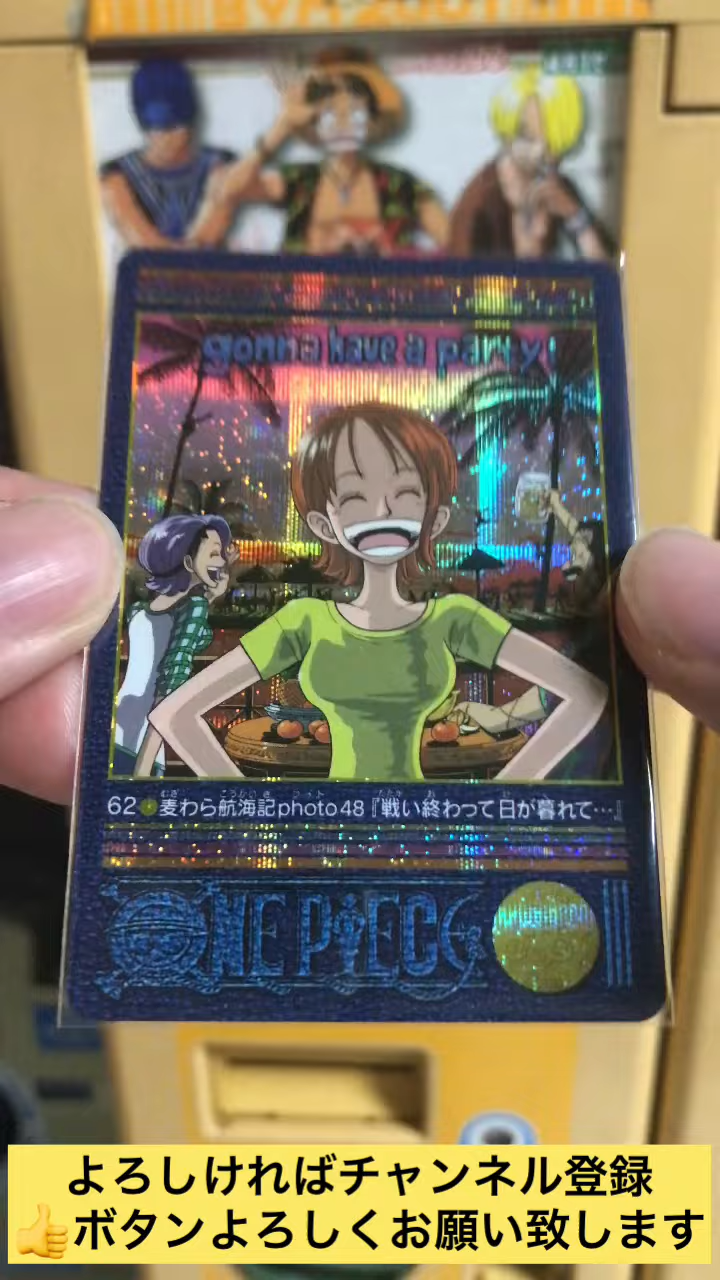 gonna have a party!
62 麦わら航海記photo48『戦い終わって日が暮れて…』
ONE PIECE
よろしければチャンネル登録
👍ボタンよろしくお願い致します